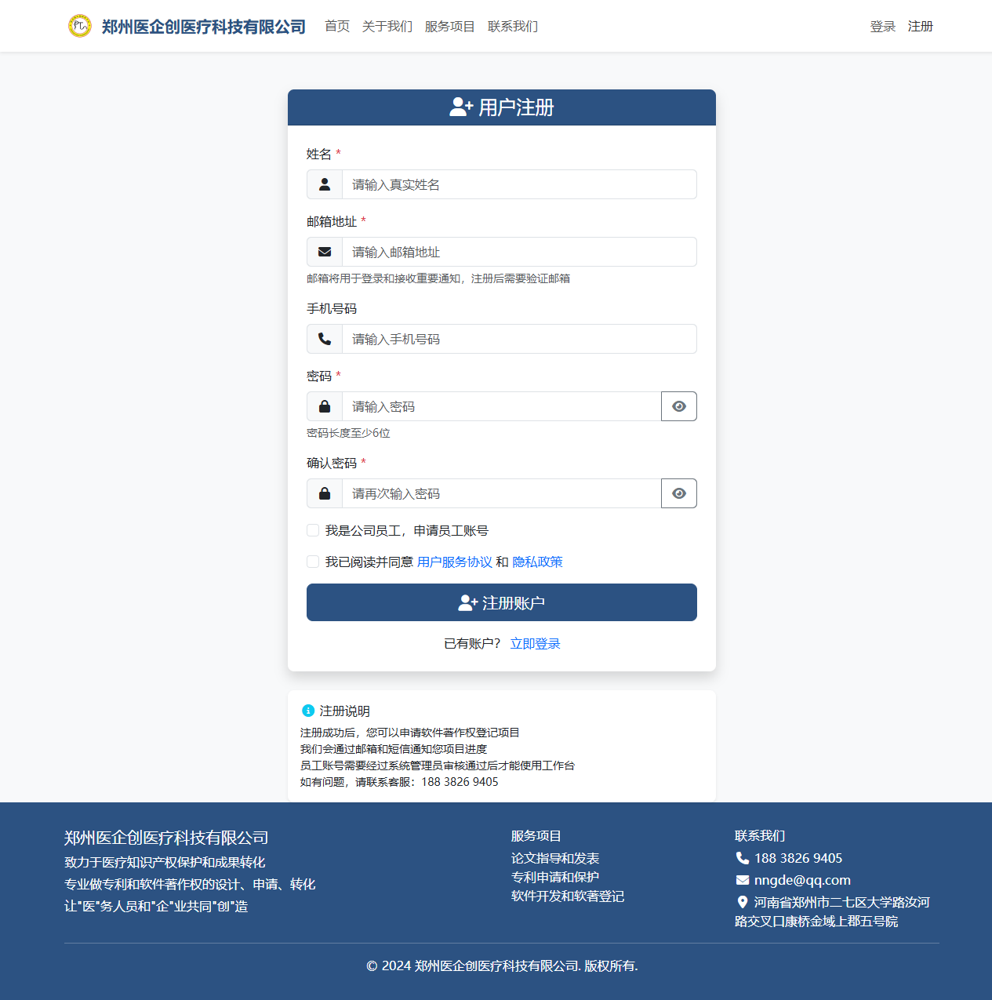 郑州医企创医疗科技有限公司 首页 关于我们 服务项目 联系我们 登录 注册
用户注册
姓名 *
请输入真实姓名
邮箱地址 *
请输入邮箱地址
邮箱将用于登录和接收重要通知，注册后需要验证邮箱
手机号码
请输入手机号码
密码 *
请输入密码
密码长度至少6位
确认密码 *
请再次输入密码
我是公司员工，申请员工账号
我已阅读并同意 用户服务协议 和 隐私政策
注册账户
已有账户？ 立即登录
注册说明
注册成功后，您可以申请软件著作权登记项目
我们会通过邮箱和短信通知您项目进度
员工账号需要经过系统管理员审核通过后才能使用工作台
如有问题，请联系客服：188 3826 9405
郑州医企创医疗科技有限公司
致力于医疗知识产权保护和成果转化
专业做专利和软件著作权的设计、申请、转化
让"医"务人员和"企"业共同"创"造
服务项目
论文指导和发表
专利申请和保护
软件开发和软著登记
联系我们
188 3826 9405
nngde@qq.com
河南省郑州市二七区大学路汝河
路交叉口康桥金域上郡五号院
© 2024 郑州医企创医疗科技有限公司. 版权所有.